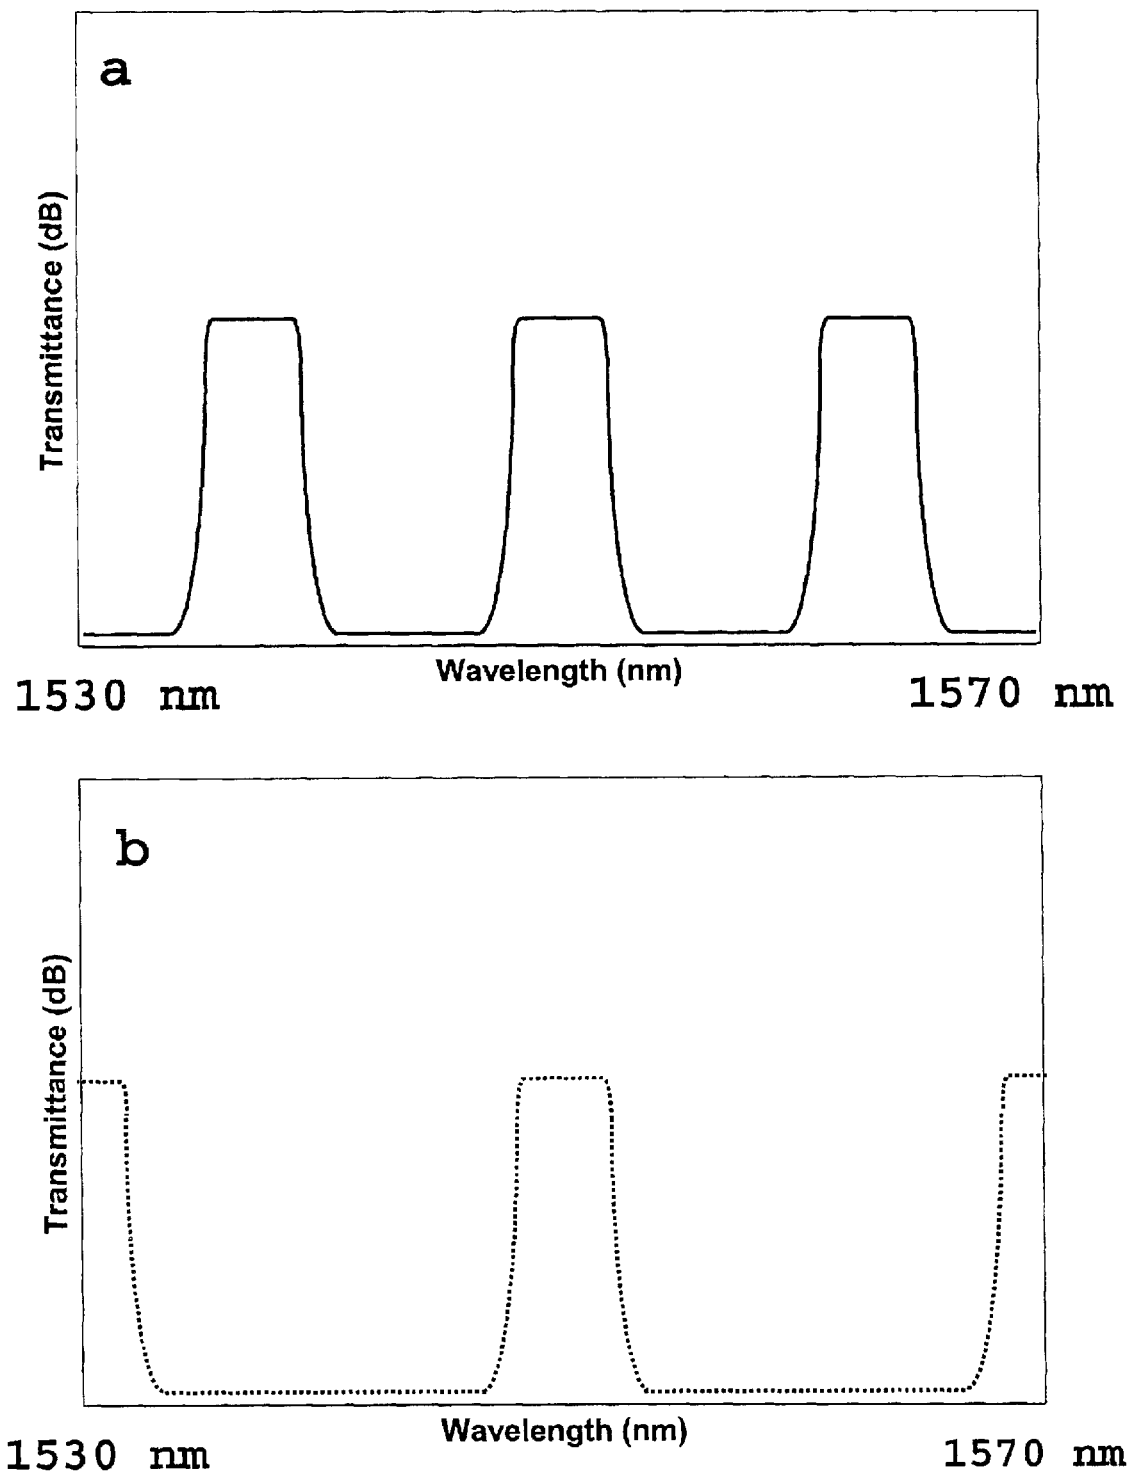 a
Transmittance (dB)
Wavelength (nm)
1530 nm
1570 nm
b
Transmittance (dB)
Wavelength (nm)
1530 nm
1570 nm